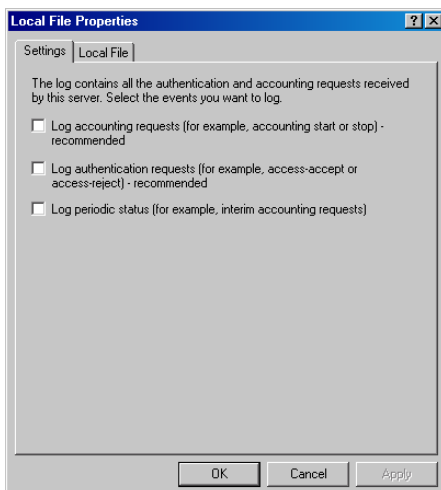 Local File Properties
Settings
Local File
The log contains all the authentication and accounting requests received
by this server. Select the events you want to log.
Log accounting requests (for example, accounting start or stop) -
recommended
Log authentication requests (for example, access-accept or
access-reject) - recommended
Log periodic status (for example, interim accounting requests)
OK
Cancel
Apply